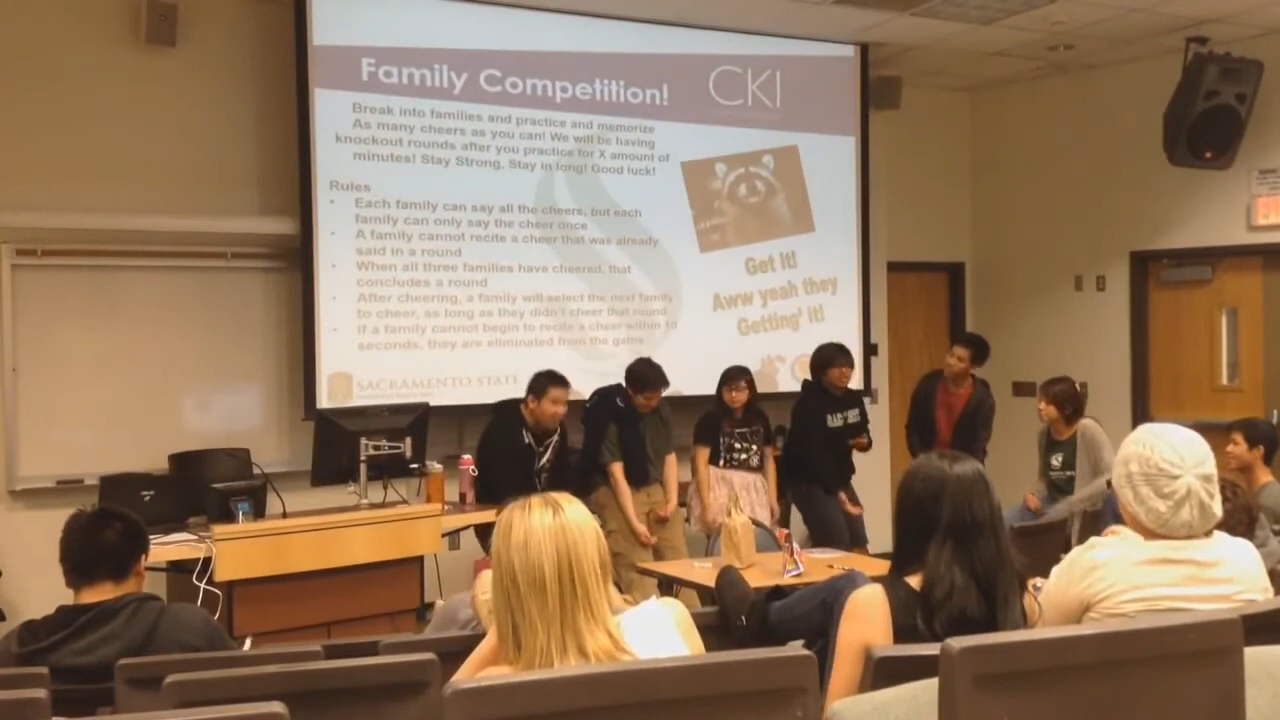 Family Competition!
CKI
Break into families and practice and memorize
As many cheers as you can! We will be having
knockout rounds after you practice for X amount of
minutes! Stay Strong. Stay in long! Good luck!
Rules
• Each family can say all the cheers, but each
family can only say the cheer once
• A family cannot recite a cheer that was already
said in a round
• When all three families have cheered, that
concludes a round
• After cheering, a family will select the next family
to cheer, as long as they didn't cheer that round
• If a family cannot begin to recite a cheer within 10
seconds, they are eliminated from the game
Get It!
Aww yeah they
Getting' it!
SACRAMENTO STATE